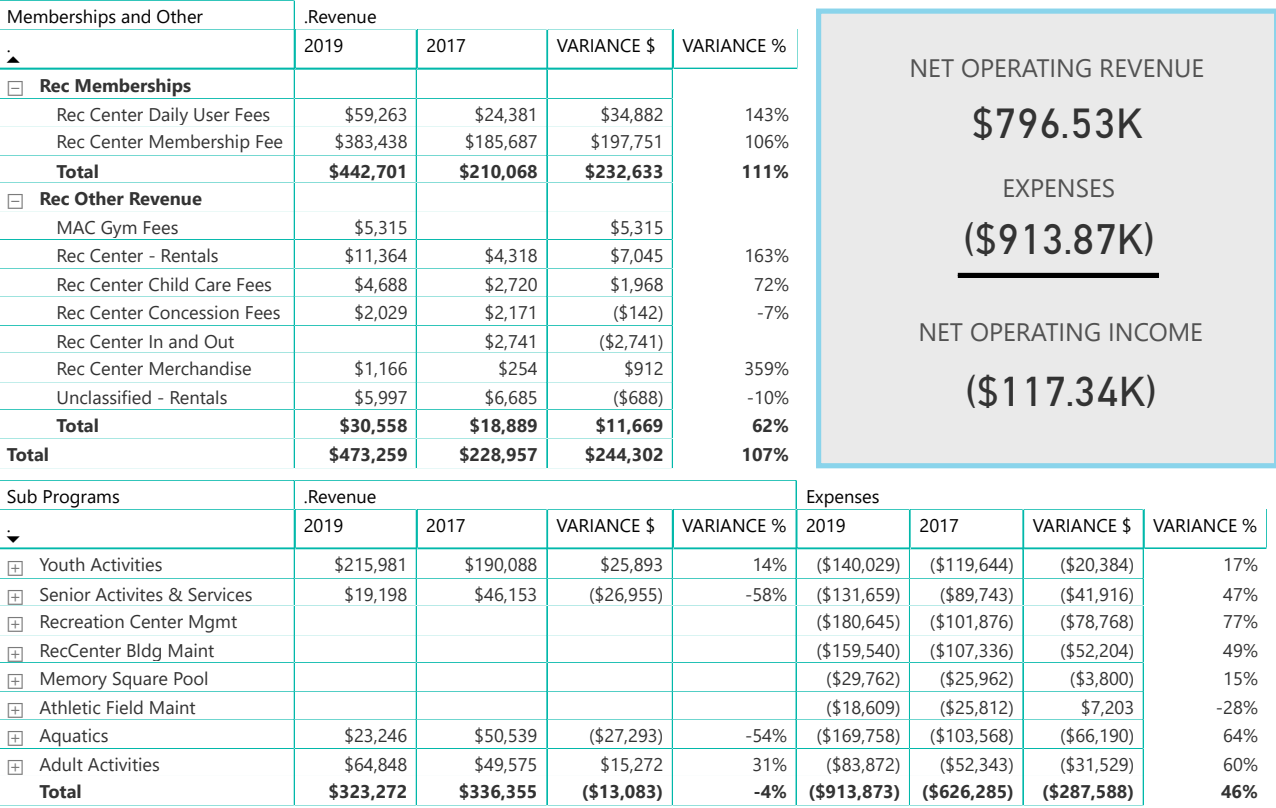 Memberships and Other .Revenue
. 2019 2017 VARIANCE $ VARIANCE %
Rec Memberships
Rec Center Daily User Fees $59,263 $24,381 $34,882 143%
Rec Center Membership Fee $383,438 $185,687 $197,751 106%
Total $442,701 $210,068 $232,633 111%
Rec Other Revenue
MAC Gym Fees $5,315 $5,315
Rec Center - Rentals $11,364 $4,318 $7,045 163%
Rec Center Child Care Fees $4,688 $2,720 $1,968 72%
Rec Center Concession Fees $2,029 $2,171 ($142) -7%
Rec Center In and Out $2,741 ($2,741)
Rec Center Merchandise $1,166 $254 $912 359%
Unclassified - Rentals $5,997 $6,685 ($688) -10%
Total $30,558 $18,889 $11,669 62%
Total $473,259 $228,957 $244,302 107%
NET OPERATING REVENUE
$796.53K
EXPENSES
($913.87K)
NET OPERATING INCOME
($117.34K)
Sub Programs .Revenue Expenses
. 2019 2017 VARIANCE $ VARIANCE % 2019 2017 VARIANCE $ VARIANCE %
Youth Activities $215,981 $190,088 $25,893 14% ($140,029) ($119,644) ($20,384) 17%
Senior Activites & Services $19,198 $46,153 ($26,955) -58% ($131,659) ($89,743) ($41,916) 47%
Recreation Center Mgmt ($180,645) ($101,876) ($78,768) 77%
RecCenter Bldg Maint ($159,540) ($107,336) ($52,204) 49%
Memory Square Pool ($29,762) ($25,962) ($3,800) 15%
Athletic Field Maint ($18,609) ($25,812) $7,203 -28%
Aquatics $23,246 $50,539 ($27,293) -54% ($169,758) ($103,568) ($66,190) 64%
Adult Activities $64,848 $49,575 $15,272 31% ($83,872) ($52,343) ($31,529) 60%
Total $323,272 $336,355 ($13,083) -4% ($913,873) ($626,285) ($287,588) 46%